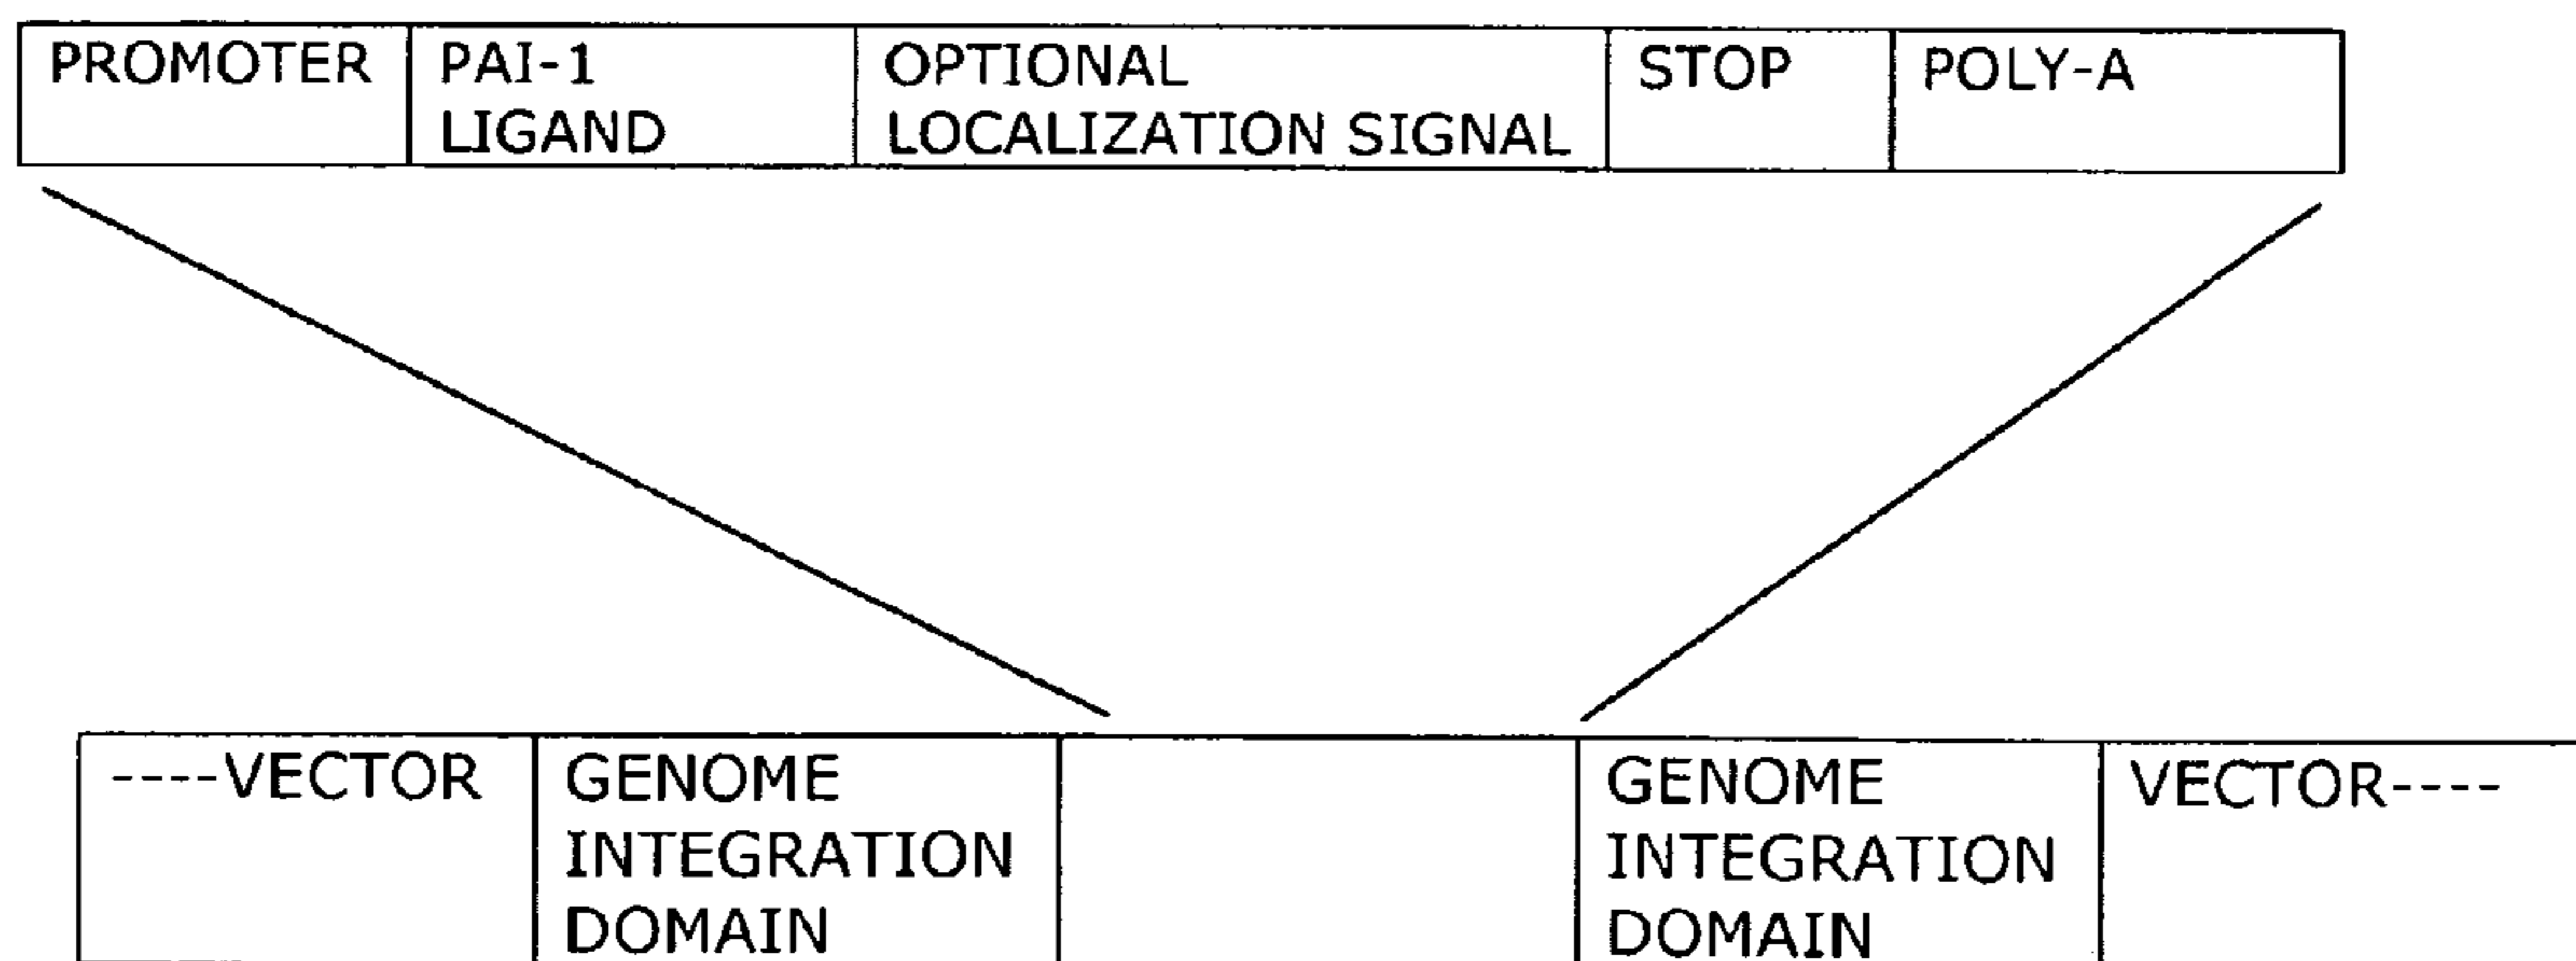 PROMOTER
PAI-1
LIGAND
OPTIONAL
LOCALIZATION SIGNAL
STOP
POLY-A
----VECTOR
GENOME
INTEGRATION
DOMAIN
GENOME
INTEGRATION
DOMAIN
VECTOR----